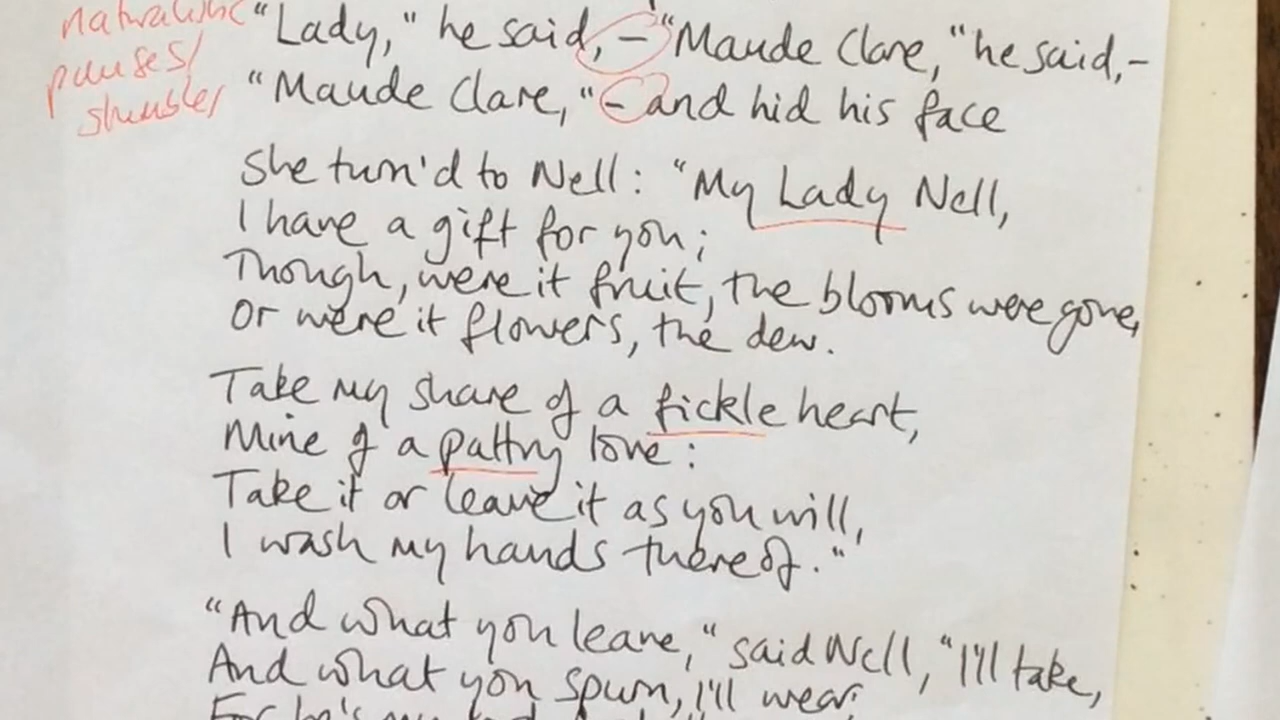 naturalistic "Lady," he said, – "Maude Clare," he said, –
pauses/
stumbles "Maude Clare," – and hid his face
She turn'd to Nell: "My Lady Nell,
I have a gift for you;
Though, were it fruit, the blooms were gone,
Or were it flowers, the dew.
Take my share of a fickle heart,
Mine of a paltry love:
Take it or leave it as you will,
I wash my hands thereof."
"And what you leave," said Nell, "I'll take,
And what you spurn, I'll wear;
For he's my